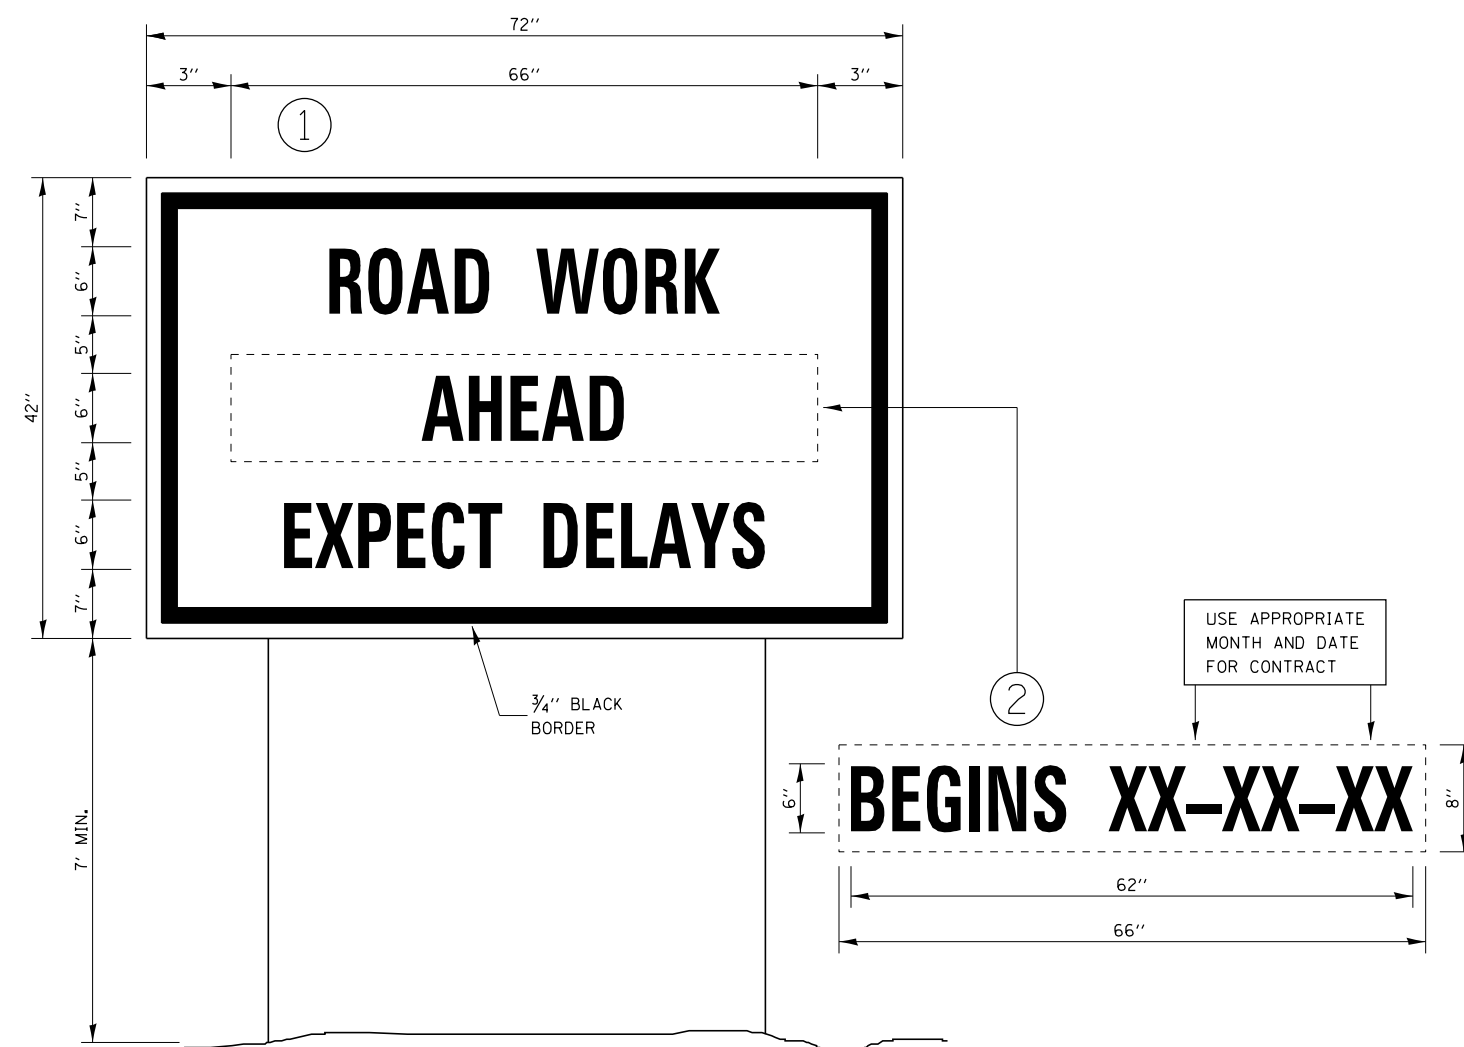 72''
3'' 66'' 3''
1
7''
6''
5''
6''
5''
6''
7''
42''
ROAD WORK
AHEAD
EXPECT DELAYS
¾'' BLACK
BORDER
7' MIN.
2
USE APPROPRIATE
MONTH AND DATE
FOR CONTRACT
6''
BEGINS XX-XX-XX
8''
62''
66''